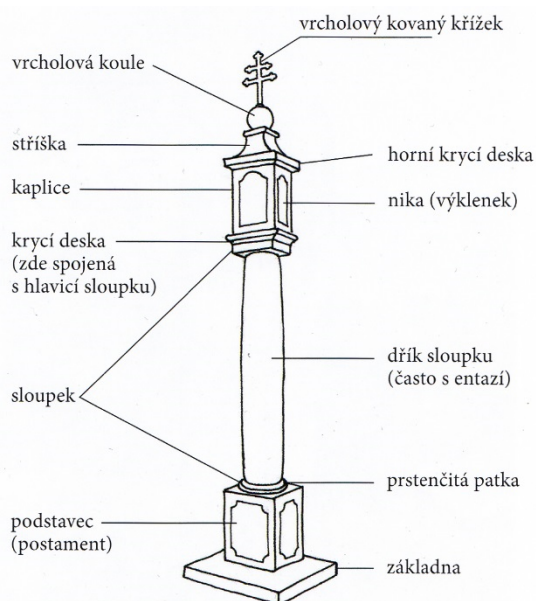 vrcholový kovaný křížek
vrcholová koule
stříška
horní krycí deska
kaplice
nika (výklenek)
krycí deska
(zde spojená
s hlavicí sloupku)
dřík sloupku
(často s entazí)
sloupek
prstenčitá patka
podstavec
(postament)
základna